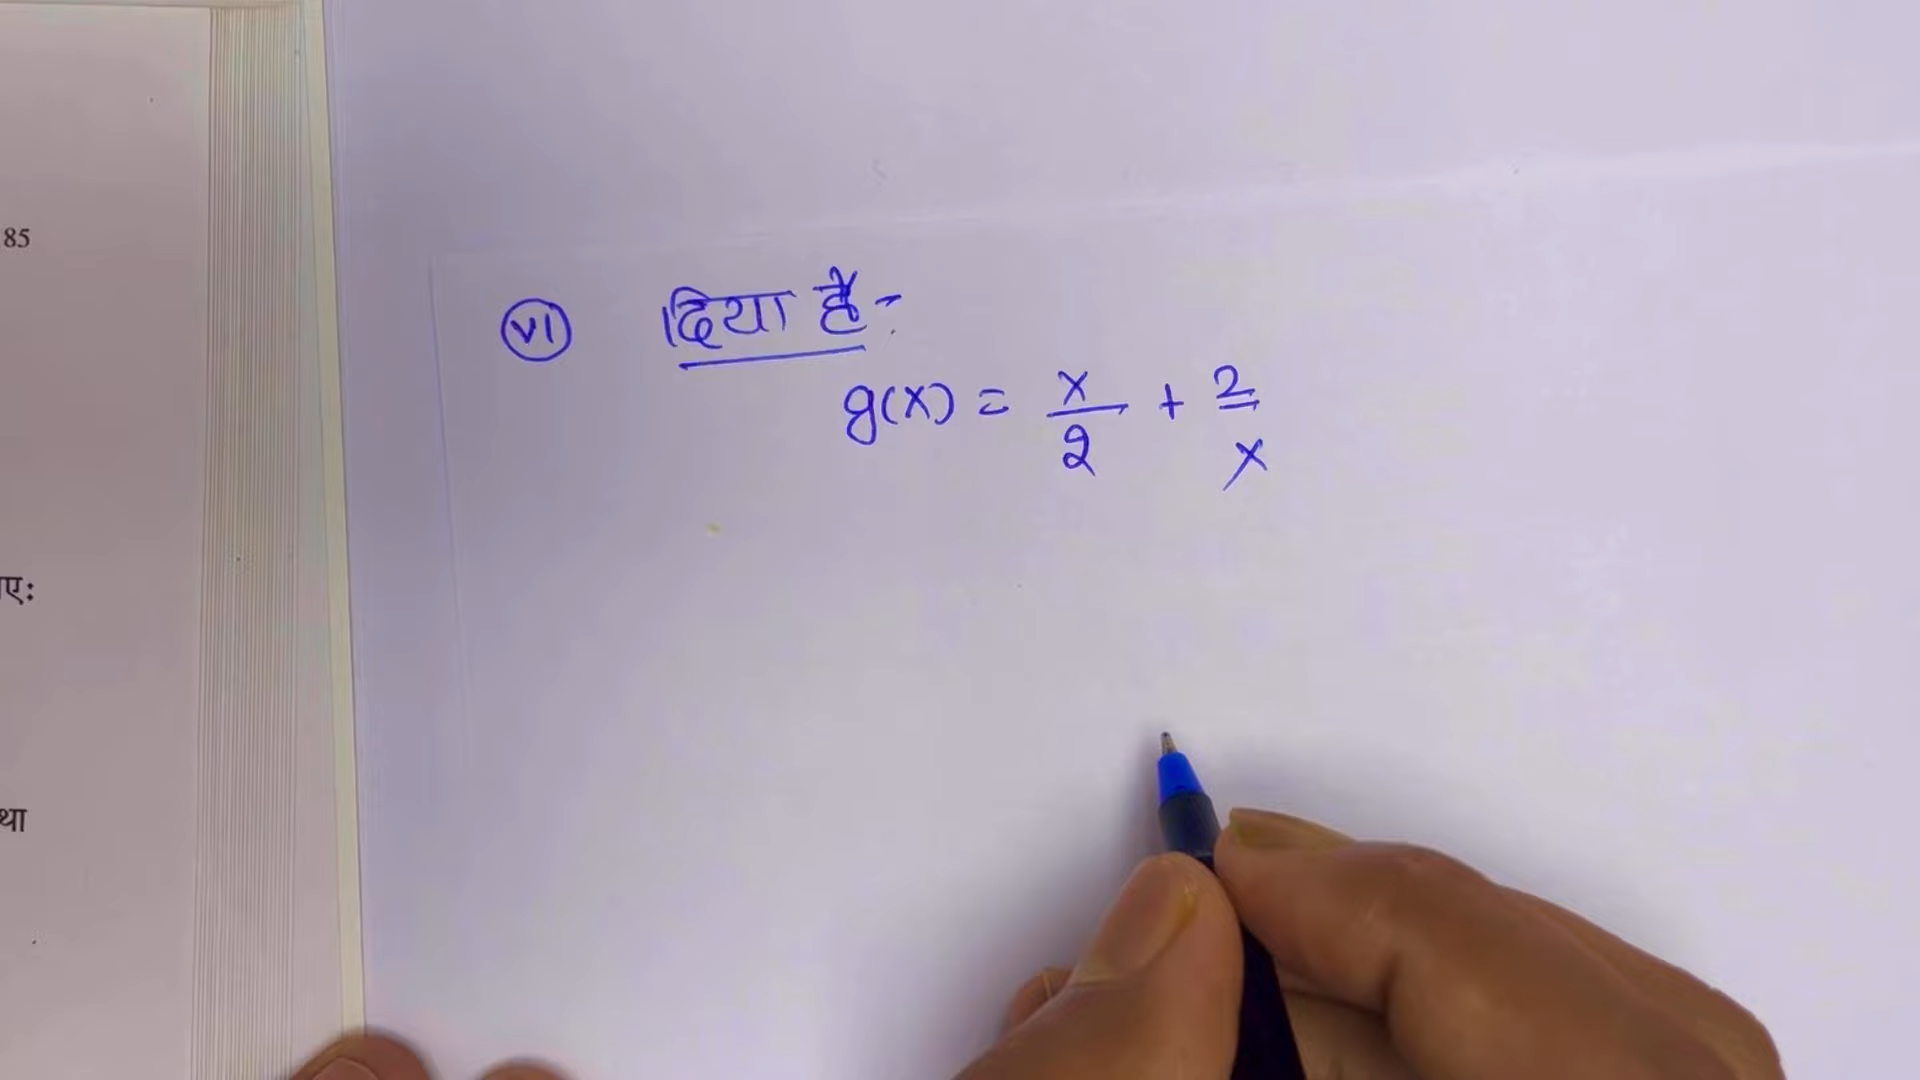 85
(vi) दिया है -
g(x) = x/2 + 2/x
था